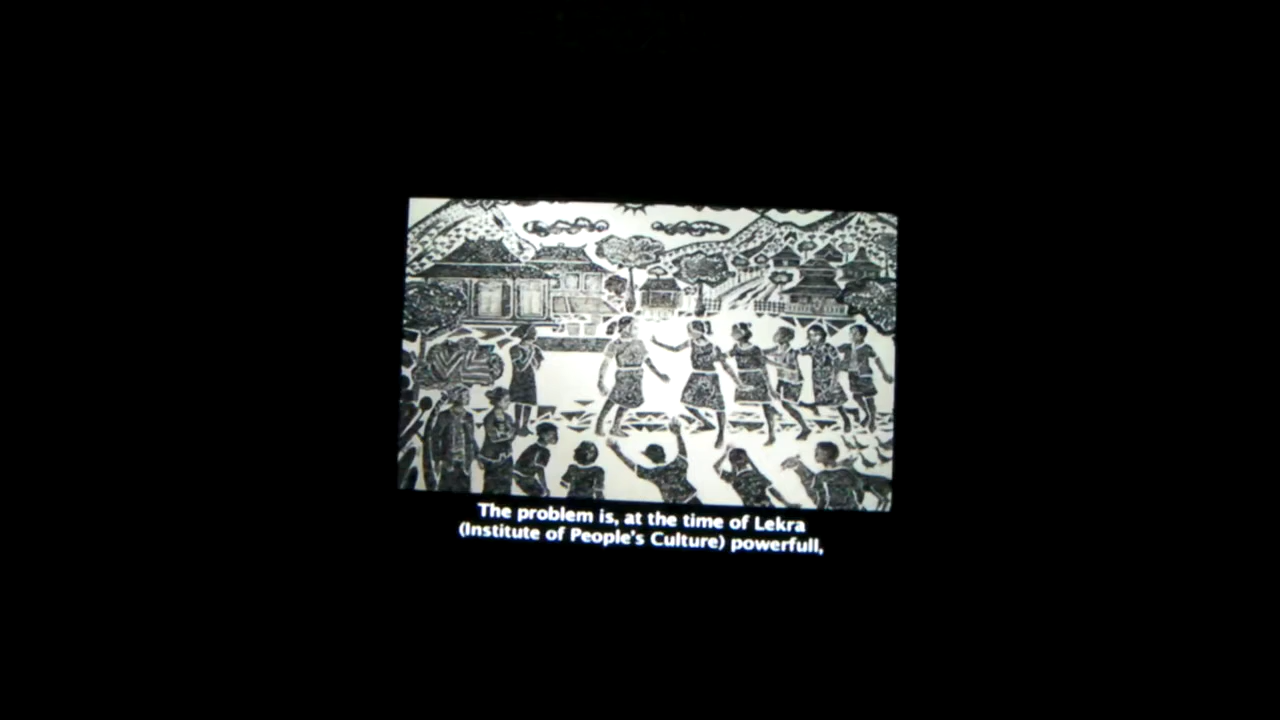 The problem is, at the time of Lekra
(Institute of People's Culture) powerfull,